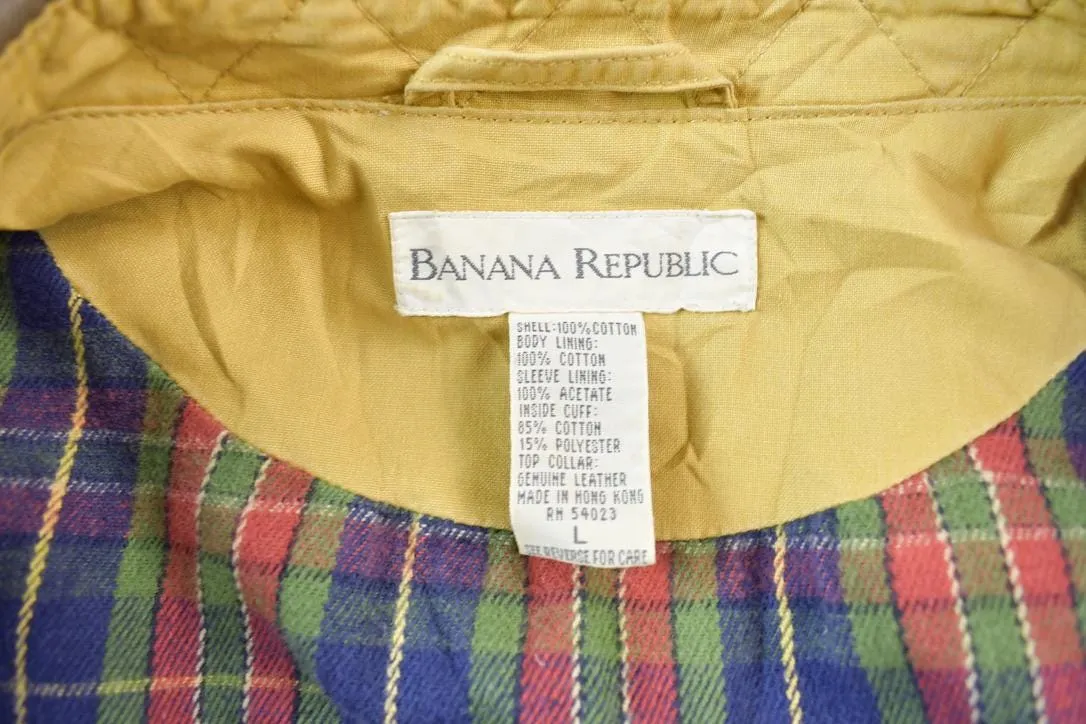 BANANA REPUBLIC
SHELL:100%COTTON
BODY LINING:
100% COTTON
SLEEVE LINING:
100% ACETATE
INSIDE CUFF:
85% COTTON
15% POLYESTER
TOP COLLAR:
GENUINE LEATHER
MADE IN HONG KONG
RN 54023
L
SEE REVERSE FOR CARE